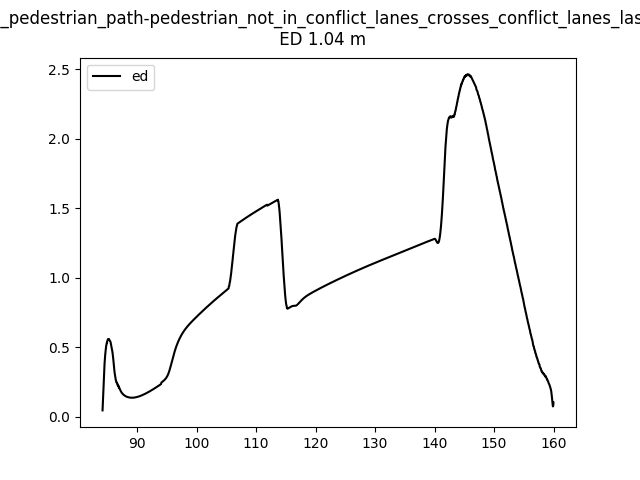 _pedestrian_path-pedestrian_not_in_conflict_lanes_crosses_conflict_lanes_las
ED 1.04 m
ed
2.5
2.0
1.5
1.0
0.5
0.0
90 100 110 120 130 140 150 160